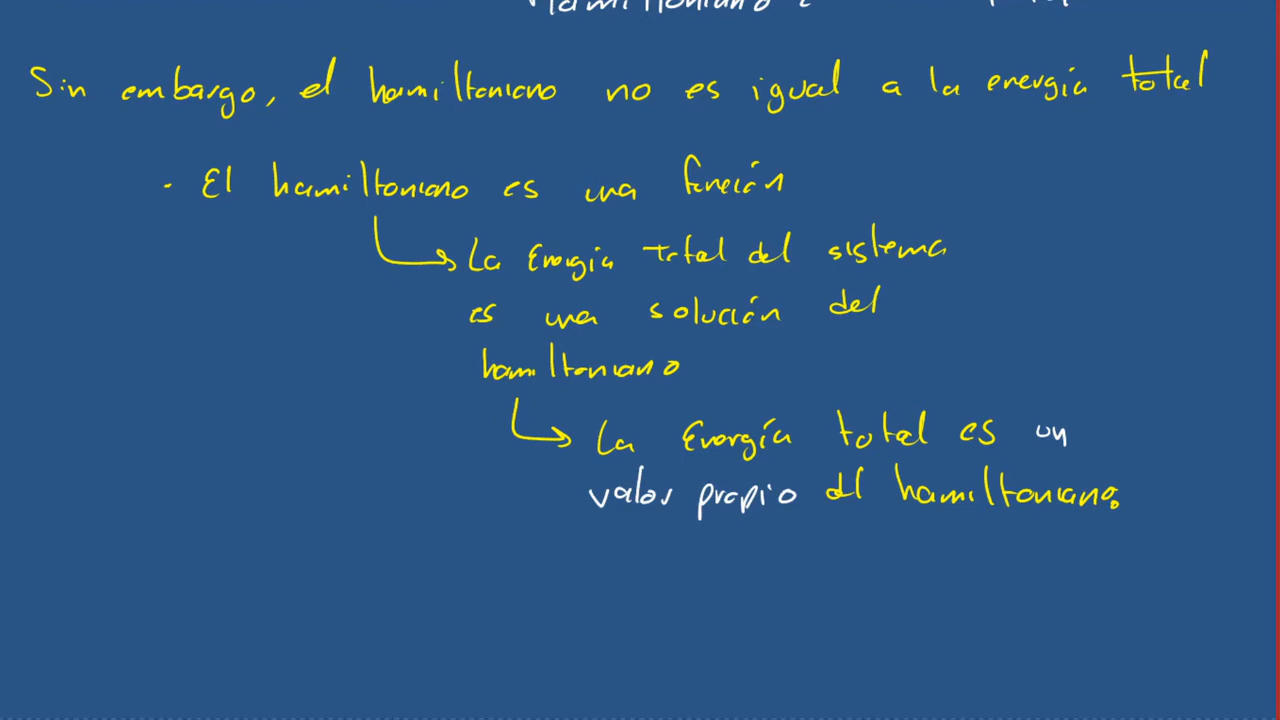 Sin embargo, el hamiltoniano no es igual a la energía total
· El hamiltoniano es una función
La Energía total del sistema
es una solución del
hamiltoniano
La Energía total es un
valor propio del hamiltoniano.